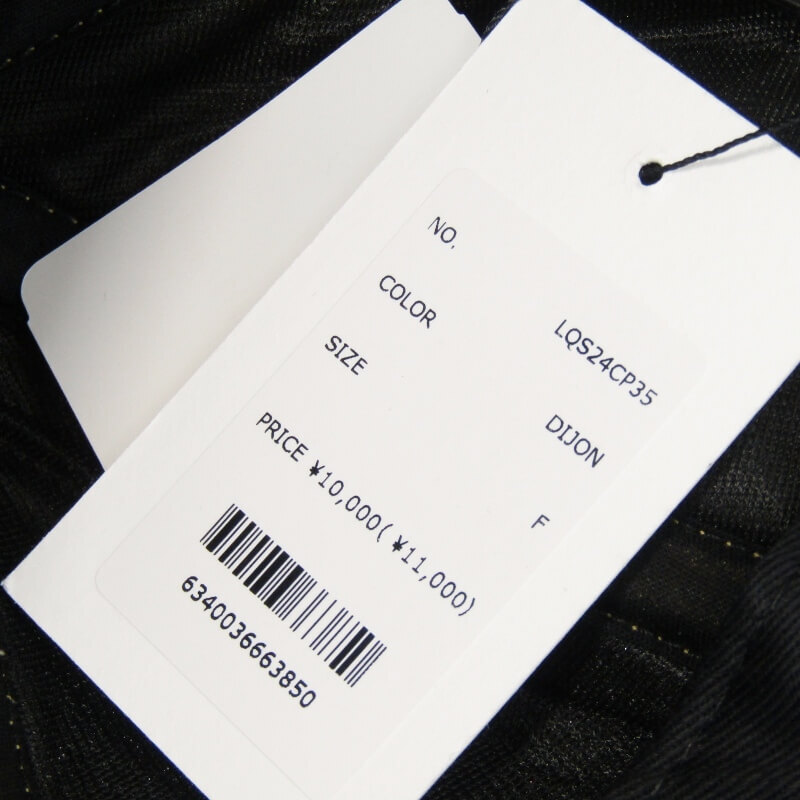 NO. LQS24CP35
COLOR DIJON
SIZE F
PRICE ¥10,000(¥11,000)
6340036663850